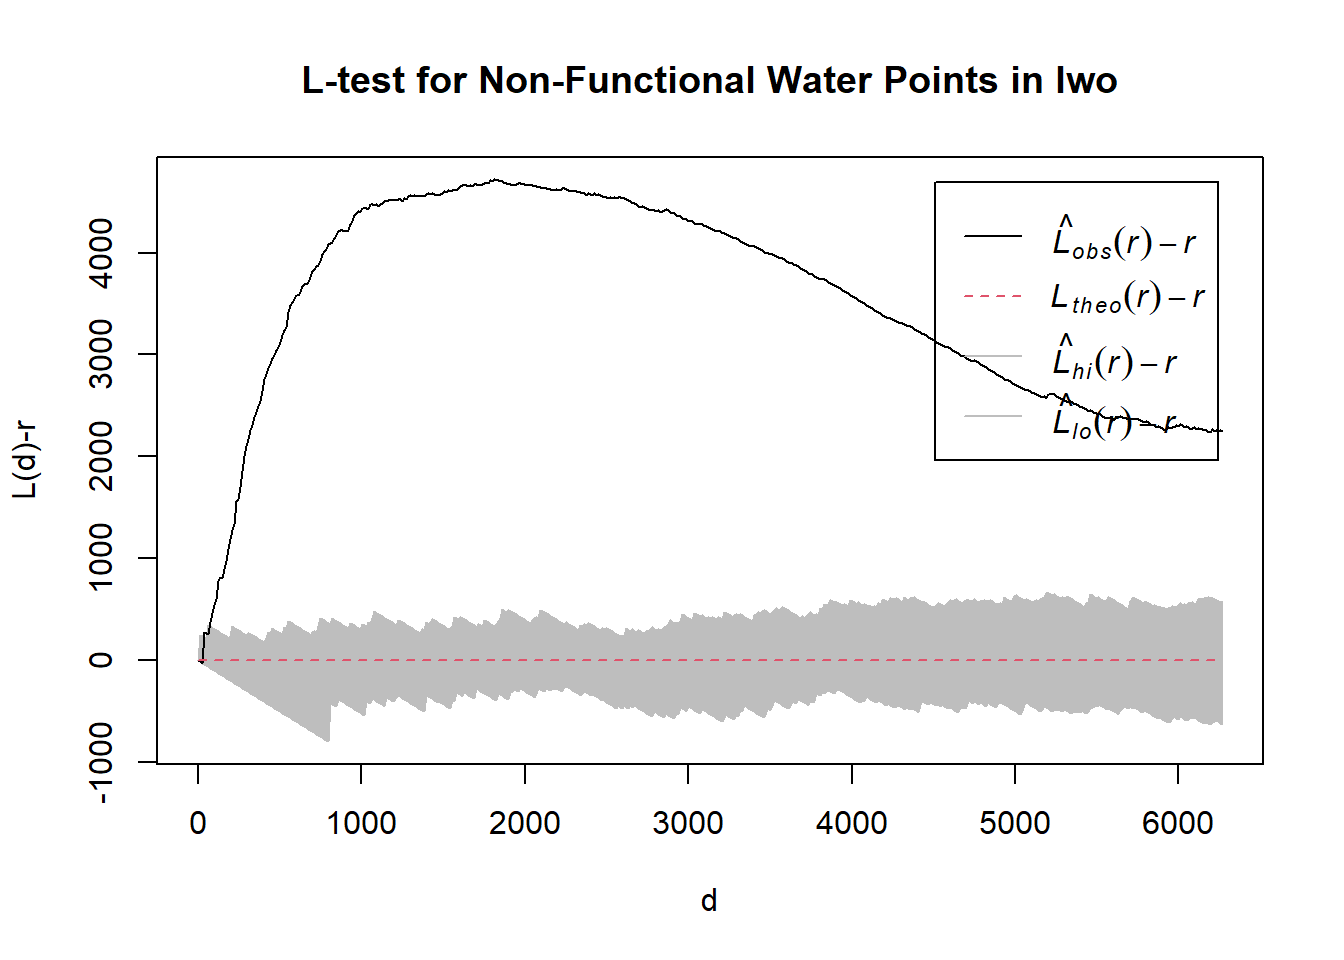 L-test for Non-Functional Water Points in Iwo
L̂obs(r) – r
Ltheo(r) – r
L̂hi(r) – r
L̂lo(r) – r
L(d)-r
4000
3000
2000
1000
0
-1000
0 1000 2000 3000 4000 5000 6000
d